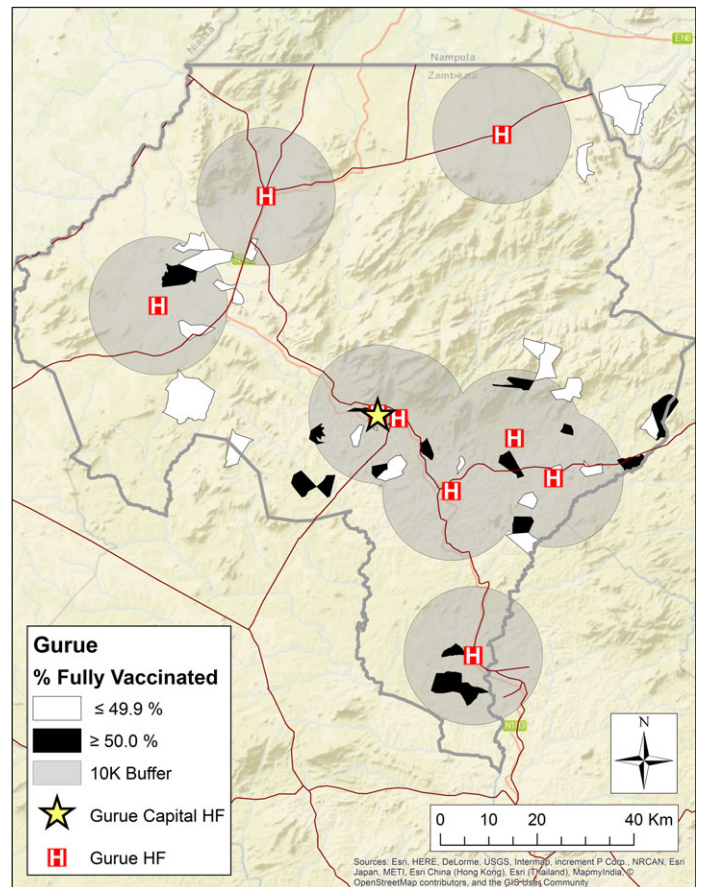 Niassa
Nampula
Zambézia
H
H
H
H
H
H
H
H
H
Gurue
% Fully Vaccinated
≤ 49.9 %
≥ 50.0 %
10K Buffer
Gurue Capital HF
H
Gurue HF
N
0 10 20 40 Km
Sources: Esri, HERE, DeLorme, USGS, Intermap, increment P Corp., NRCAN, Esri
Japan, METI, Esri China (Hong Kong), Esri (Thailand), MapmyIndia, ©
OpenStreetMap contributors, and the GIS User Community